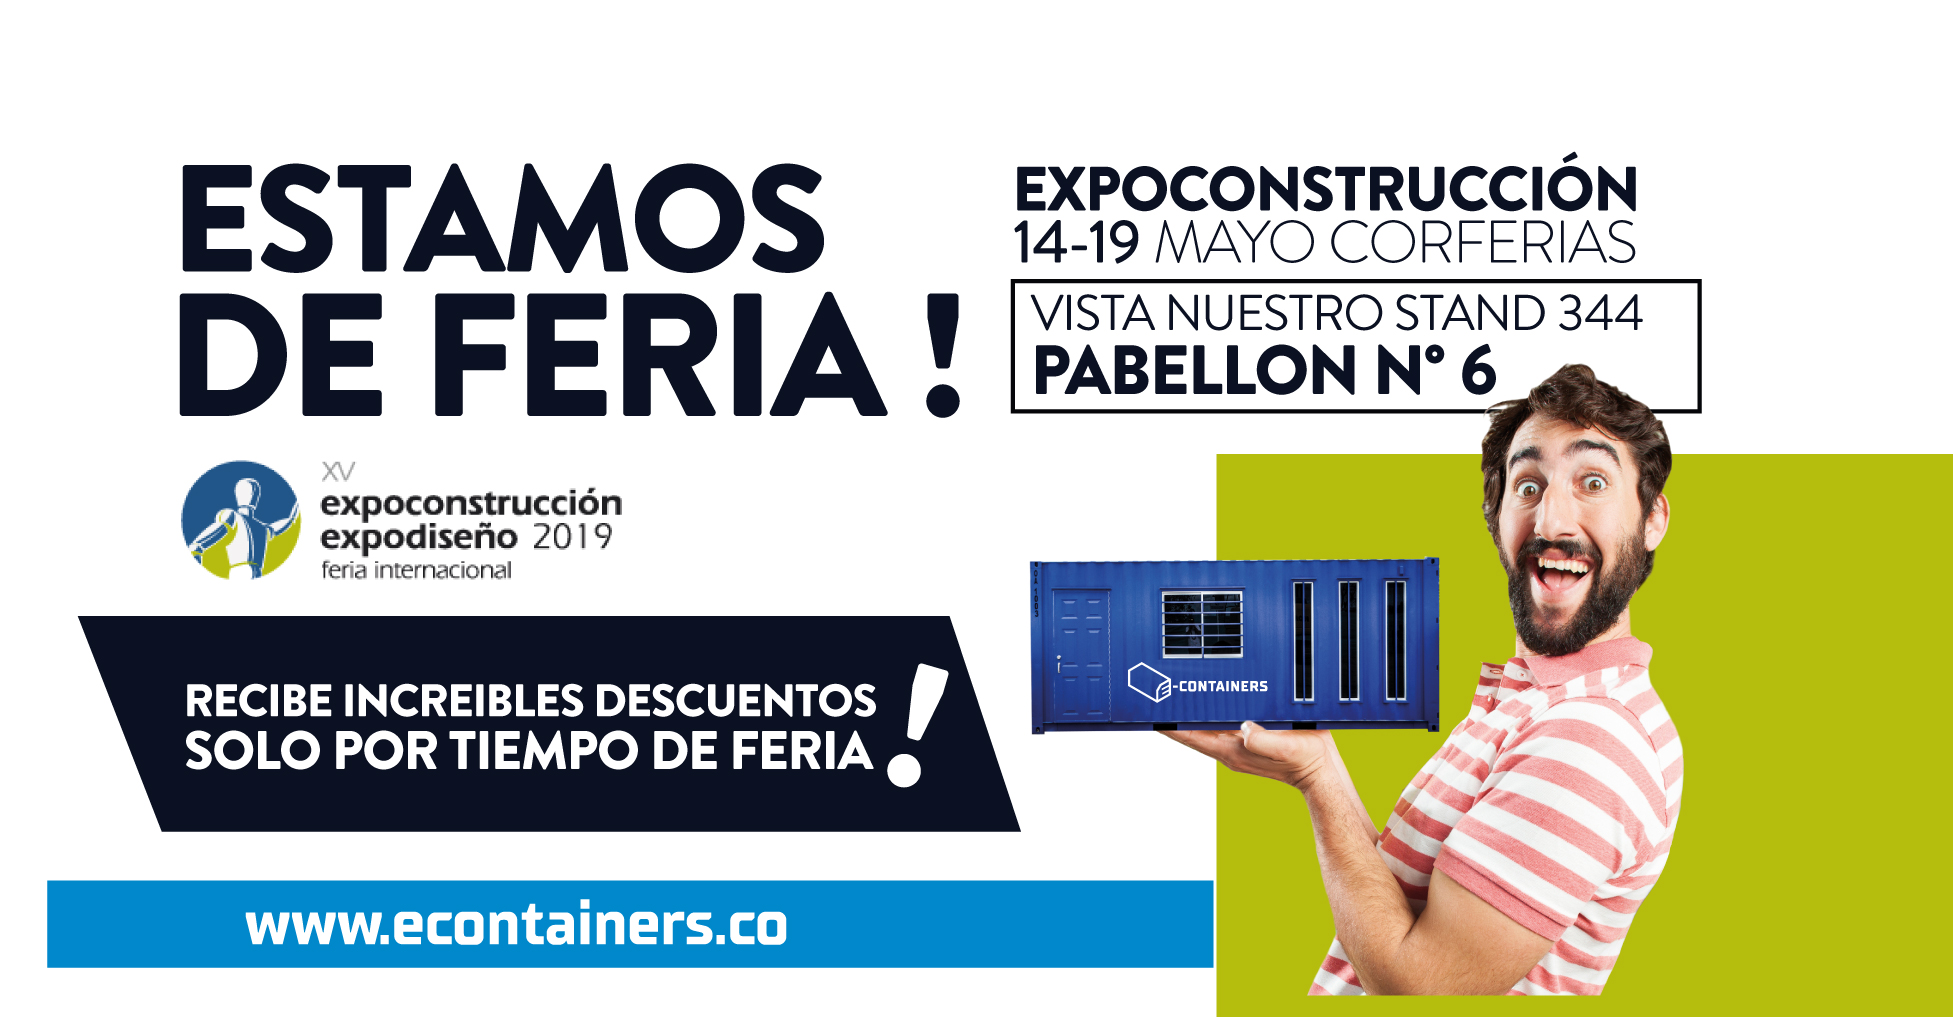 ESTAMOS
DE FERIA !
EXPOCONSTRUCCIÓN
14-19 MAYO CORFERIAS
VISTA NUESTRO STAND 344
PABELLON N° 6
XV
expoconstrucción
expodiseño 2019
feria internacional
RECIBE INCREIBLES DESCUENTOS
SOLO POR TIEMPO DE FERIA !
E-CONTAINERS
www.econtainers.co